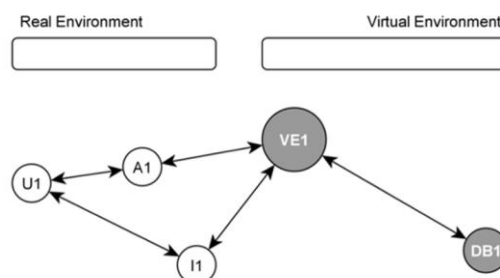 Real Environment
Virtual Environment
VE1
A1
U1
DB1
I1